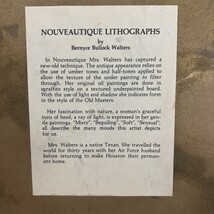 NOUVEAUTIQUE LITHOGRAPHS
by
Bernyce Bullock Walters
In Nouveautique Mrs. Walters has captured a
new-old technique. The antique appearance relies on
the use of umber tones and half-tones applied to
allow the texture of the under painting to filter
through. Her original oil paintings are done in
sgraffito style on a textured underpainted board.
With the use of light and shadow she indicates form
in the style of the Old Masters.
Her fascination with nature, a woman's graceful
turn of head, a ray of light, is expressed in her gen-
tle paintings. "Misty", "Beguiling", "Soft", "Sensual",
all describe the many moods this artist depicts for
us.
Mrs. Walters is a native Texan. She travelled the
world for thirty years with her Air Force husband
before returning to make Houston their perman-
ent home.